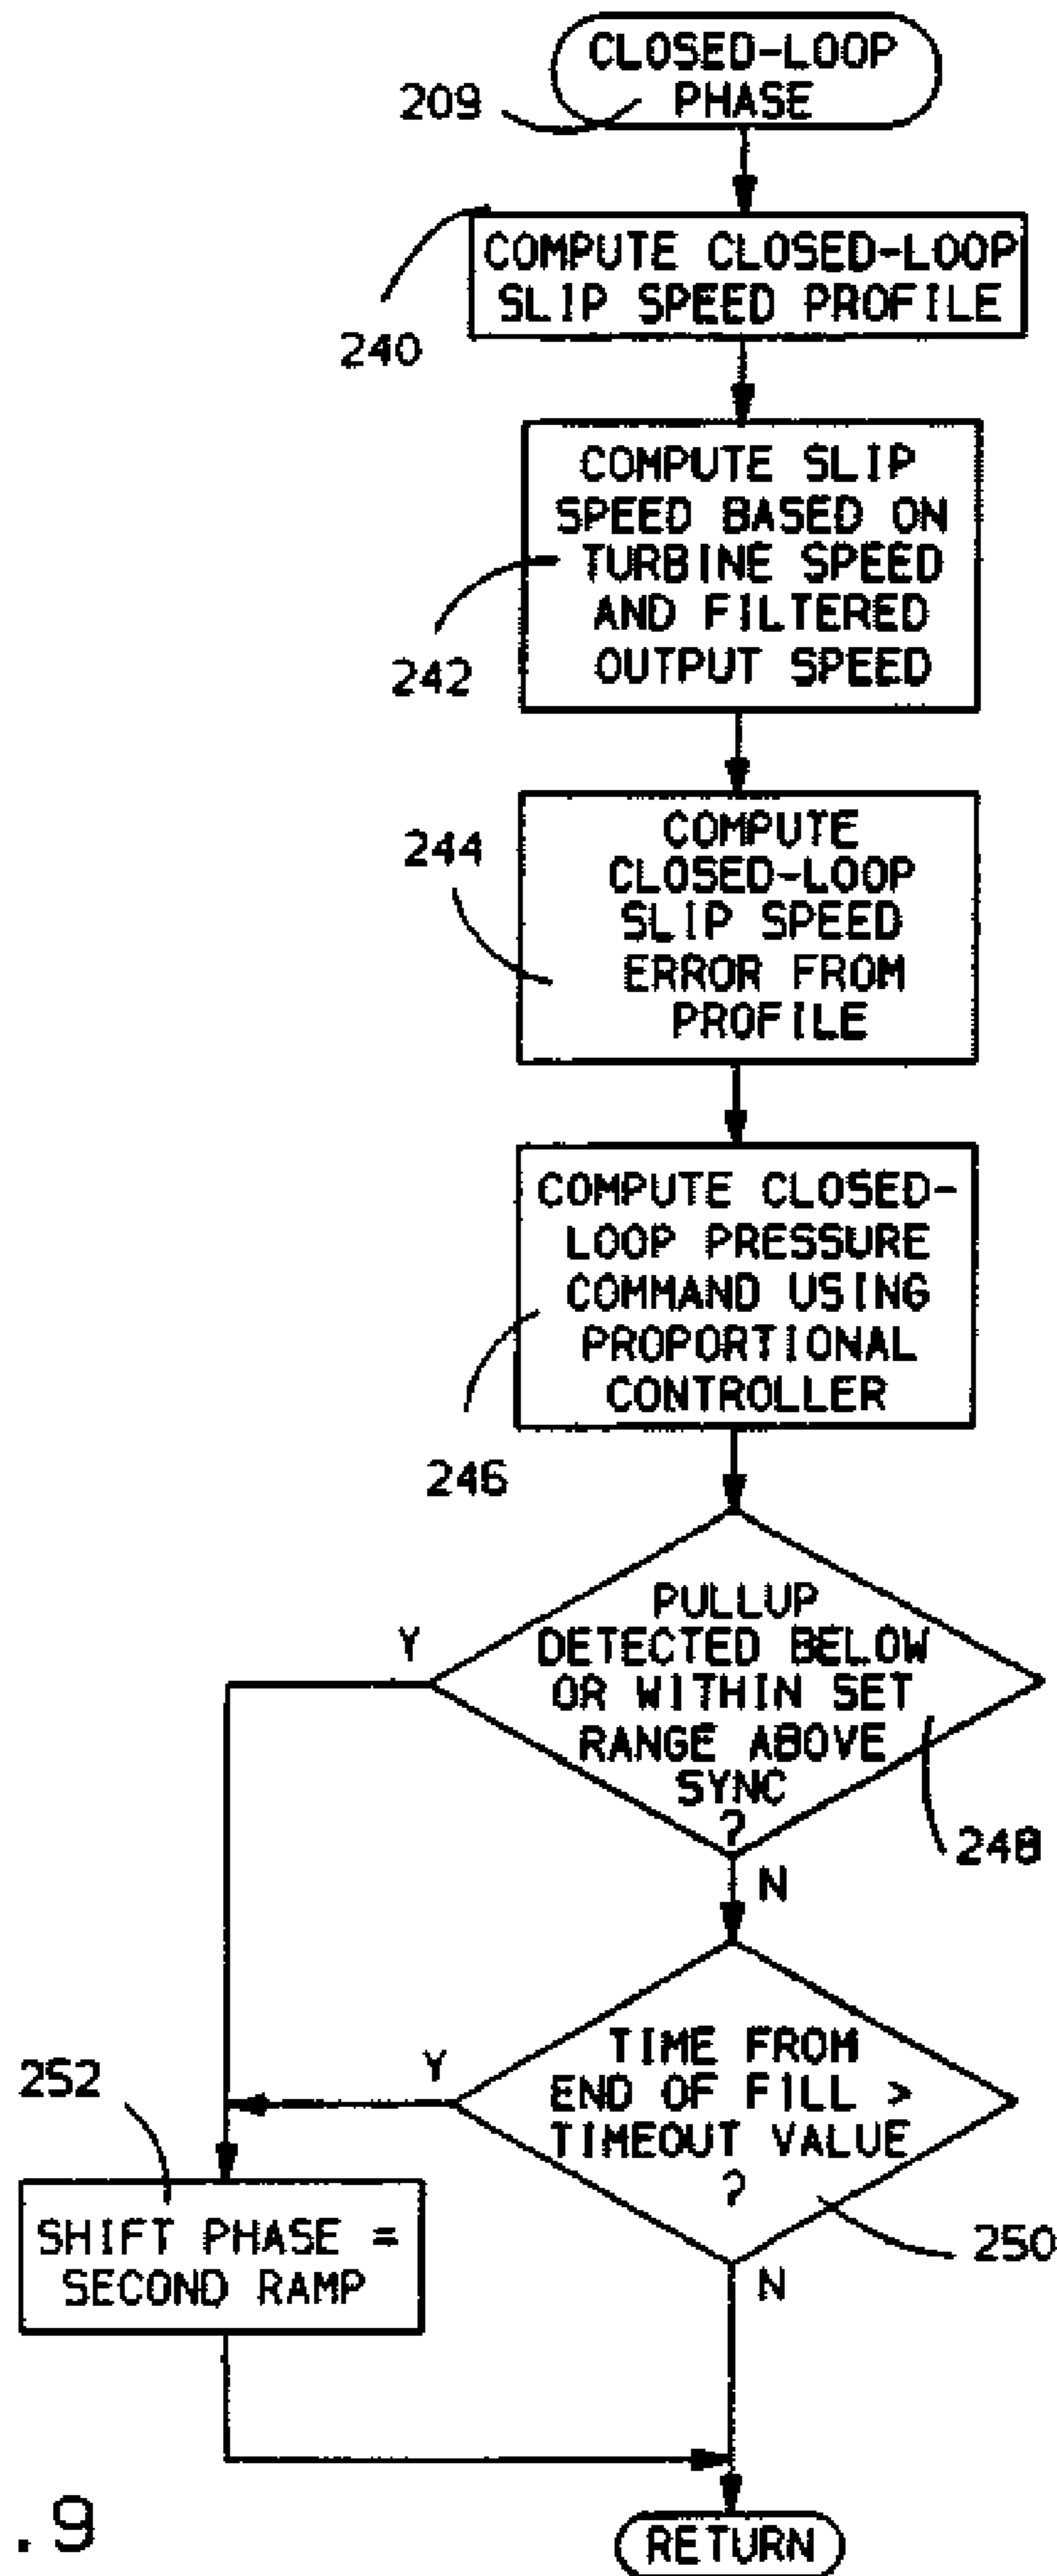 CLOSED-LOOP
PHASE
209
240
COMPUTE CLOSED-LOOP
SLIP SPEED PROFILE
COMPUTE SLIP
SPEED BASED ON
TURBINE SPEED
AND FILTERED
OUTPUT SPEED
242
244
COMPUTE
CLOSED-LOOP
SLIP SPEED
ERROR FROM
PROFILE
COMPUTE CLOSED-
LOOP PRESSURE
COMMAND USING
PROPORTIONAL
CONTROLLER
246
PULLUP
DETECTED BELOW
OR WITHIN SET
RANGE ABOVE
SYNC
?
Y
248
N
TIME FROM
END OF FILL >
TIMEOUT VALUE
?
Y
250
N
252
SHIFT PHASE =
SECOND RAMP
RETURN
.9